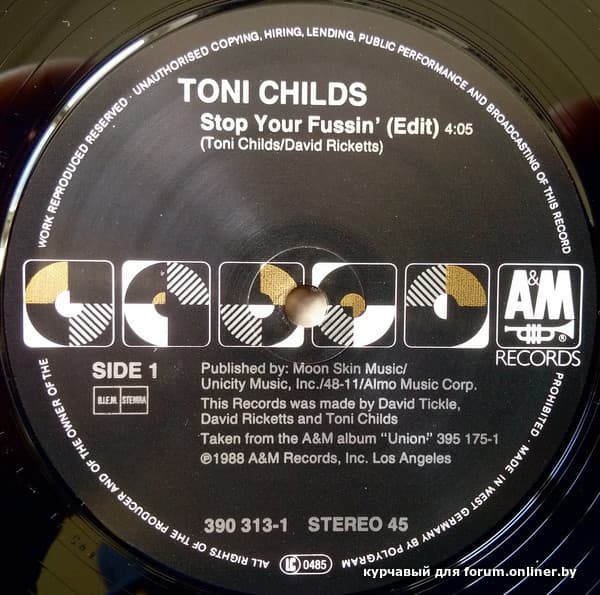 WORK REPRODUCED RESERVED · UNAUTHORISED COPYING, HIRING, LENDING, PUBLIC PERFORMANCE AND BROADCASTING OF THIS RECORD
TONI CHILDS
Stop Your Fussin' (Edit) 4:05
(Toni Childs/David Ricketts)
A&M
®
RECORDS
SIDE 1
B.I.E.M. STEMRA
Published by: Moon Skin Music/
Unicity Music, Inc./48-11/Almo Music Corp.
This Records was made by David Tickle,
David Ricketts and Toni Childs
Taken from the A&M album "Union" 395 175-1
℗1988 A&M Records, Inc. Los Angeles
390 313-1 STEREO 45
PROHIBITED · MADE IN WEST GERMANY BY POLYGRAM
LC 0485
ALL RIGHTS OF THE PRODUCER AND OF THE OWNER OF THE
курчавый для forum.onliner.by